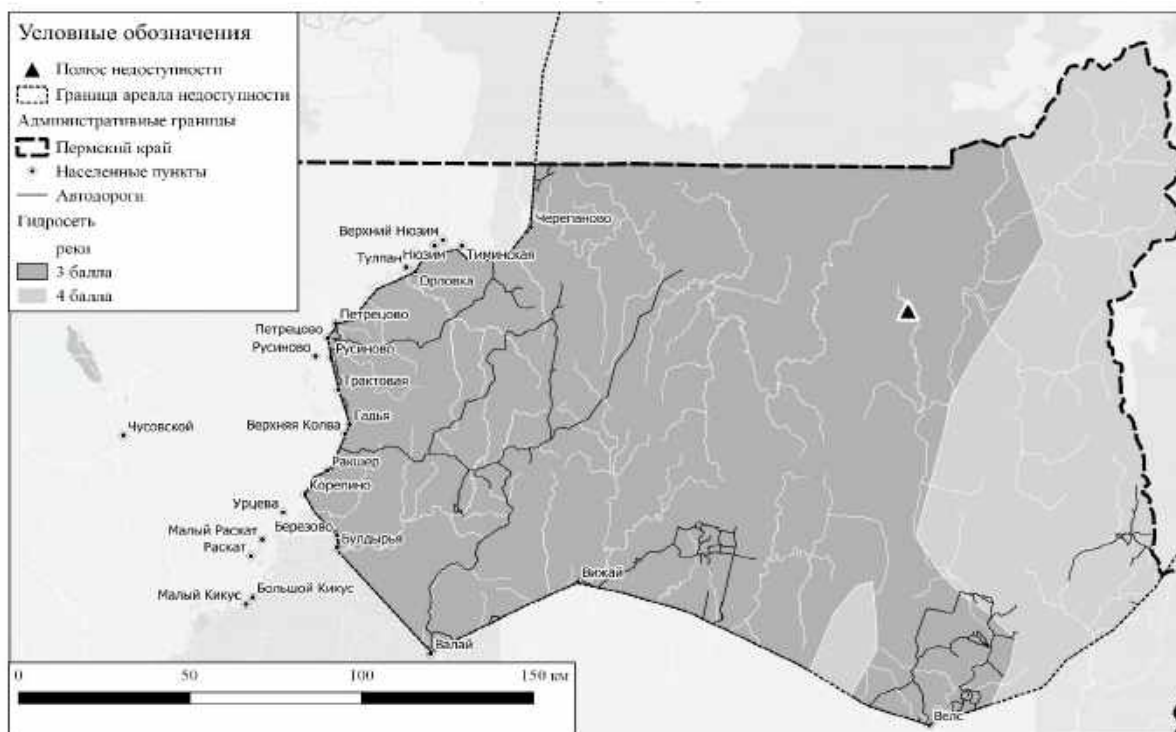 Условные обозначения
Полюс недоступности
Граница ареала недоступности
Административные границы
Пермский край
Населенные пункты
Автодороги
Гидросеть
реки
3 балла
4 балла
Черепаново
Верхний Нюзим
Нюзим
Тиминская
Тулпан
Орловка
Петрецово
Петрецово
Русиново
Русиново
Трактовая
Гадья
Чусовской
Верхняя Колва
Ракшер
Корепино
Урцева
Березово
Малый Раскат
Булдырья
Раскат
Вижай
Большой Кикус
Малый Кикус
Валай
0 50 100 150 км
Велс